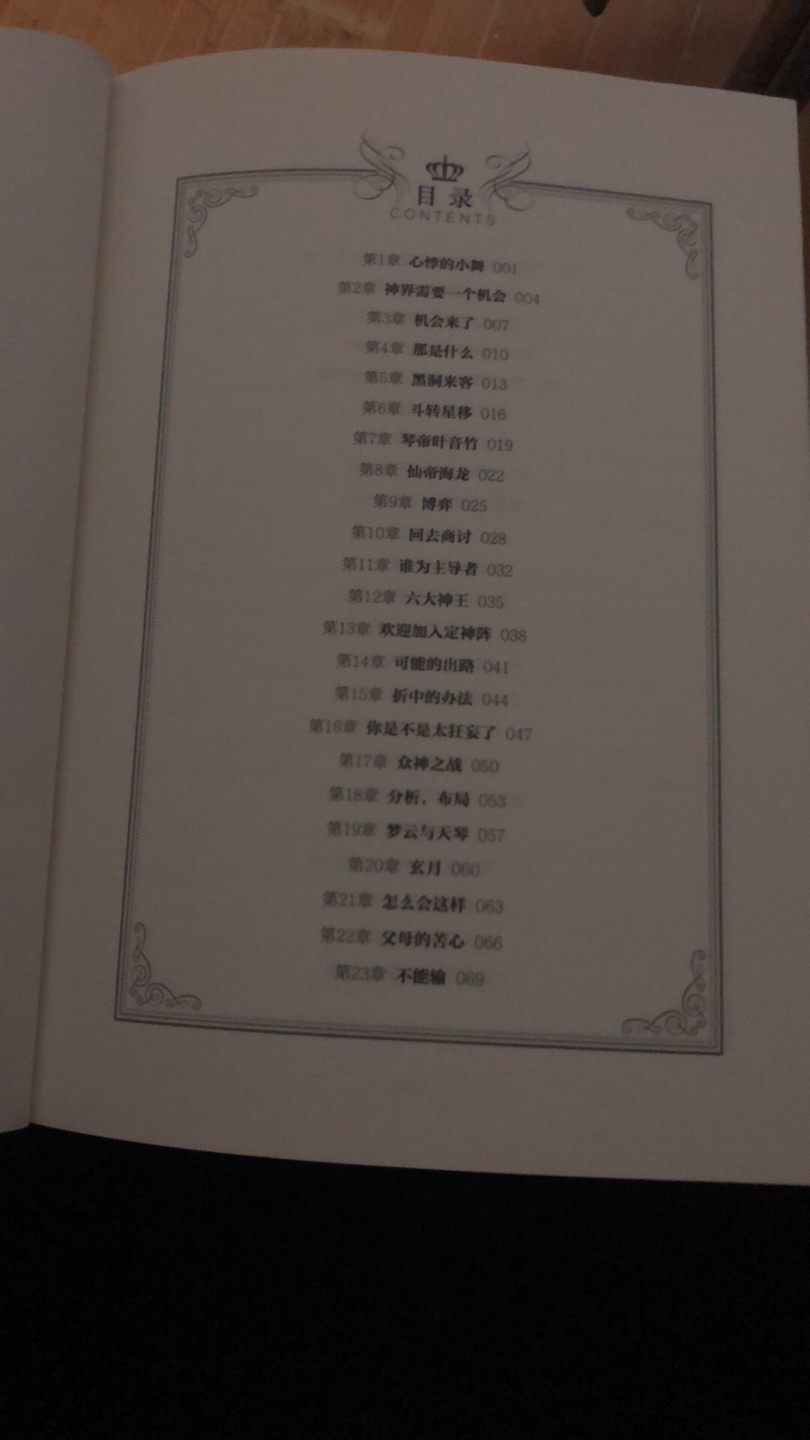 目录
CONTENTS
第1章 心悸的小舞 001
第2章 神界需要一个机会 004
第3章 机会来了 007
第4章 那是什么 010
第5章 黑洞来客 013
第6章 斗转星移 016
第7章 琴帝叶音竹 019
第8章 仙帝海龙 022
第9章 博弈 025
第10章 回去商讨 028
第11章 谁为主导者 032
第12章 六大神王 035
第13章 欢迎加入定神阵 038
第14章 可能的出路 041
第15章 折中的办法 044
第16章 你是不是太狂妄了 047
第17章 众神之战 050
第18章 分析，布局 053
第19章 梦云与天琴 057
第20章 玄月 060
第21章 怎么会这样 063
第22章 父母的苦心 066
第23章 不能输 069